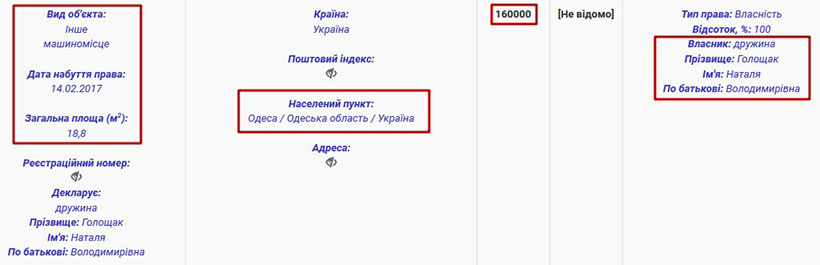 Вид об'єкта:
Інше
машиномісце
Дата набуття права:
14.02.2017
Загальна площа (м²):
18,8
Реєстраційний номер:
Декларує:
дружина
Прізвище: Голощак
Ім'я: Наталя
По батькові: Володимирівна
Країна:
Україна
Поштовий індекс:
Населений пункт:
Одеса / Одеська область / Україна
Адреса:
160000
[Не відомо]
Тип права: Власність
Відсоток, %: 100
Власник: дружина
Прізвище: Голощак
Ім'я: Наталя
По батькові: Володимирівна